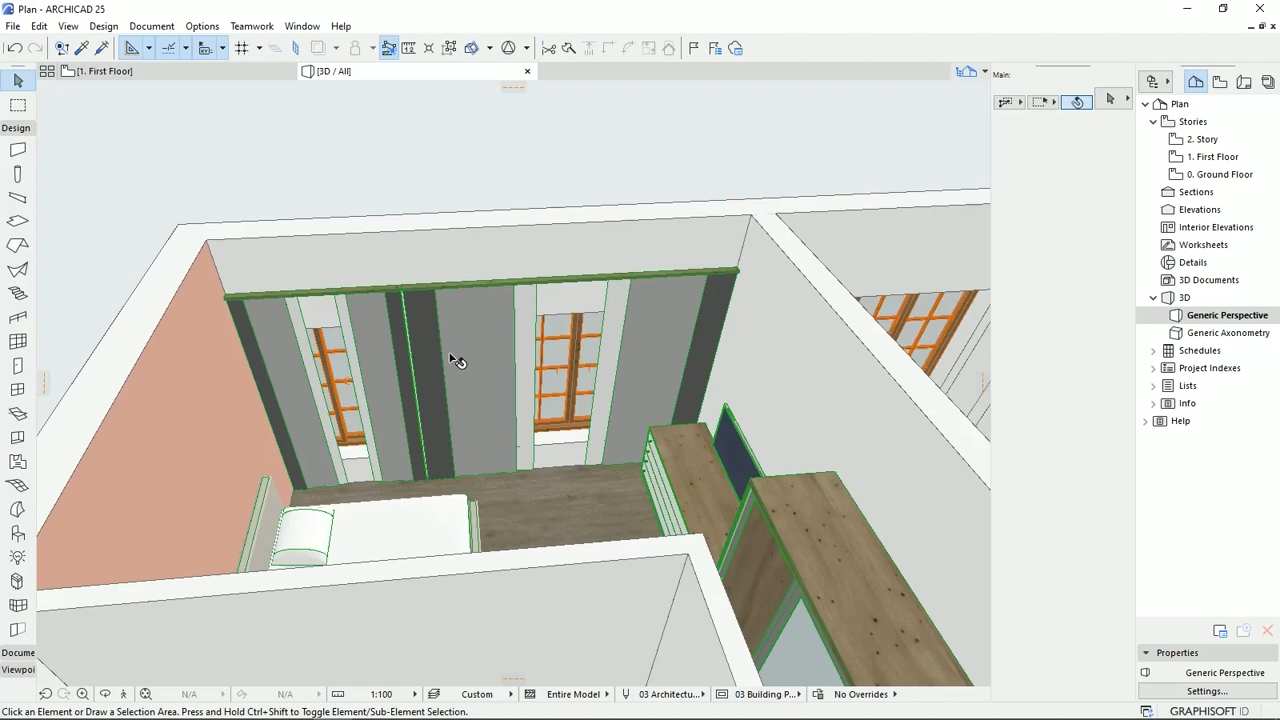 Plan - ARCHICAD 25
File Edit View Design Document Options Teamwork Window Help
[1. First Floor]
[3D / All]
Main:
Design
Docume
Viewpoi
Plan
Stories
2. Story
1. First Floor
0. Ground Floor
Sections
Elevations
Interior Elevations
Worksheets
Details
3D Documents
3D
Generic Perspective
Generic Axonometry
Schedules
Project Indexes
Lists
Info
Help
Properties
Generic Perspective
Settings...
N/A N/A 1:100 Custom Entire Model 03 Architectu... 03 Building P... No Overrides
Click an Element or Draw a Selection Area. Press and Hold Ctrl+Shift to Toggle Element/Sub-Element Selection.
GRAPHISOFT ID